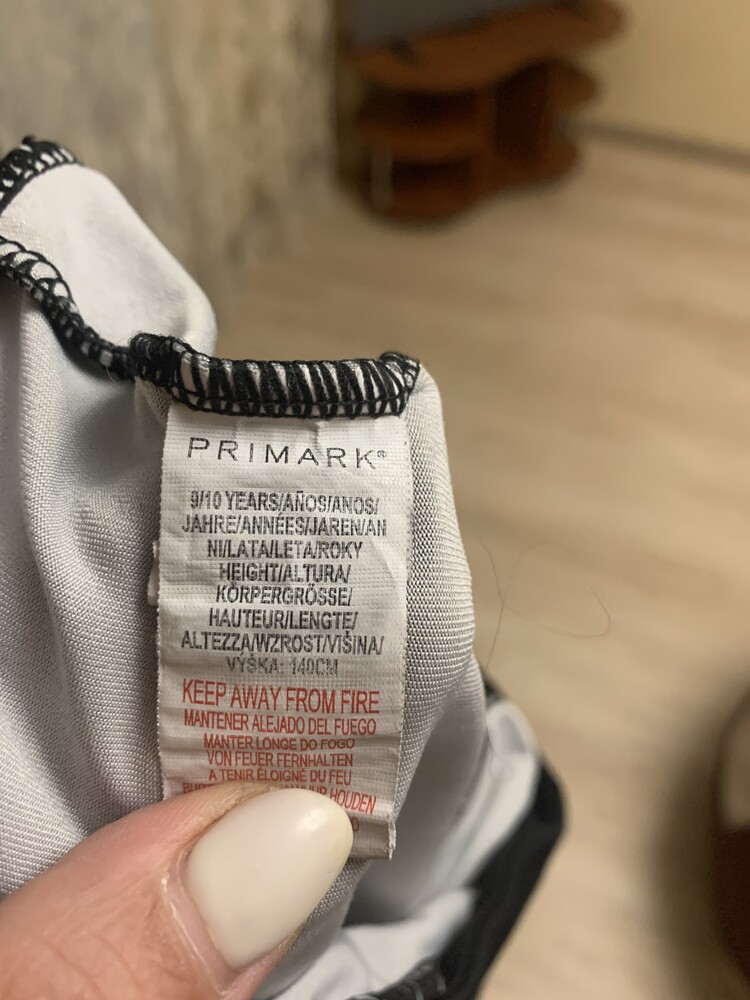 PRIMARK®
9/10 YEARS/AÑOS/ANOS/
JAHRE/ANNÉES/JAREN/AN
NI/LATA/LETA/ROKY
HEIGHT/ALTURA/
KÖRPERGRÖSSE/
HAUTEUR/LENGTE/
ALTEZZA/WZROST/VIŠINA/
VÝŠKA: 140CM
KEEP AWAY FROM FIRE
MANTENER ALEJADO DEL FUEGO
MANTER LONGE DO FOGO
VON FEUER FERNHALTEN
A TENIR ÉLOIGNÉ DU FEU
HOUDEN